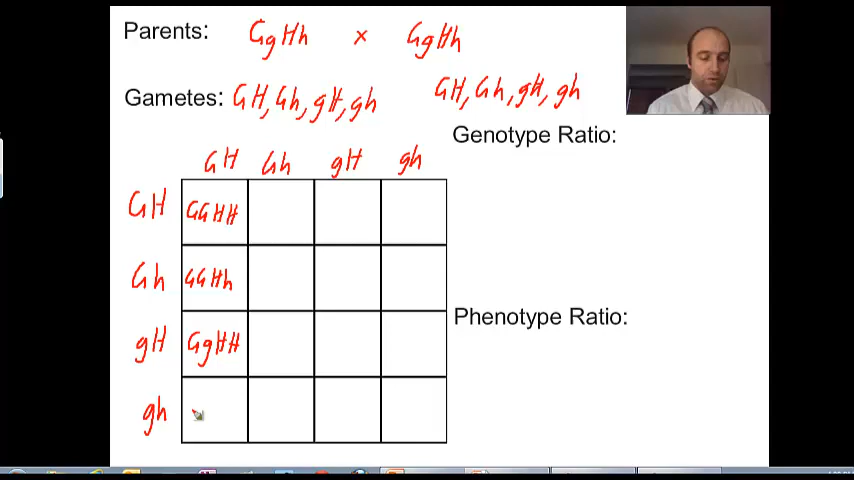 Parents: GgHh x GgHh
Gametes: GH, Gh, gH, gh GH, Gh, gH, gh
Genotype Ratio:
GH Gh gH gh
GH GGHH
Gh GGHh
gH GgHH
Phenotype Ratio:
gh